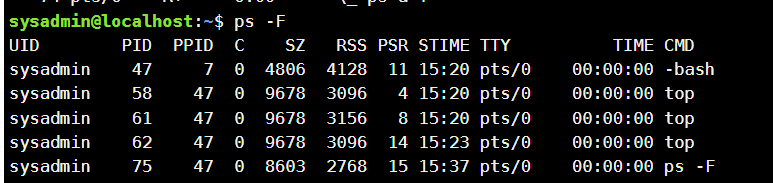 sysadmin@localhost:~$ ps -F
UID        PID  PPID  C    SZ   RSS PSR STIME TTY          TIME CMD
sysadmin    47     7  0  4806  4128  11 15:20 pts/0    00:00:00 -bash
sysadmin    58    47  0  9678  3096   4 15:20 pts/0    00:00:00 top
sysadmin    61    47  0  9678  3156   8 15:20 pts/0    00:00:00 top
sysadmin    62    47  0  9678  3096  14 15:23 pts/0    00:00:00 top
sysadmin    75    47  0  8603  2768  15 15:37 pts/0    00:00:00 ps -F